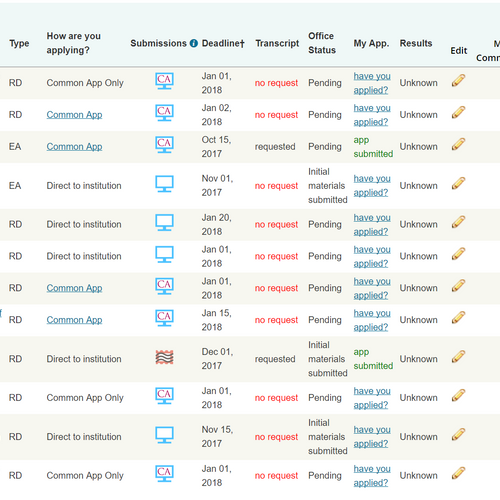 How are you Office M
Type applying? Submissions i Deadline† Transcript Status My App. Results Edit Comm
RD Common App Only CA Jan 01, 2018 no request Pending have you applied? Unknown
RD Common App CA Jan 02, 2018 no request Pending have you applied? Unknown
EA Common App CA Oct 15, 2017 requested Pending app submitted Unknown
EA Direct to institution Nov 01, 2017 no request Initial materials submitted have you applied? Unknown
RD Direct to institution Jan 20, 2018 no request Pending have you applied? Unknown
RD Direct to institution Jan 01, 2018 no request Pending have you applied? Unknown
RD Common App CA Jan 01, 2018 no request Pending have you applied? Unknown
RD Common App CA Jan 15, 2018 no request Pending have you applied? Unknown
RD Direct to institution Dec 01, 2017 requested Initial materials submitted app submitted Unknown
RD Common App Only CA Jan 01, 2018 no request Pending have you applied? Unknown
RD Direct to institution Nov 15, 2017 no request Initial materials submitted have you applied? Unknown
RD Common App Only CA Jan 01, 2018 no request Pending have you applied? Unknown